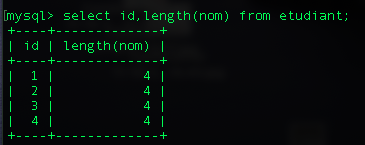 [mysql> select id,length(nom) from etudiant;
+----+-------------+
| id | length(nom) |
+----+-------------+
|  1 |           4 |
|  2 |           4 |
|  3 |           4 |
|  4 |           4 |
+----+-------------+